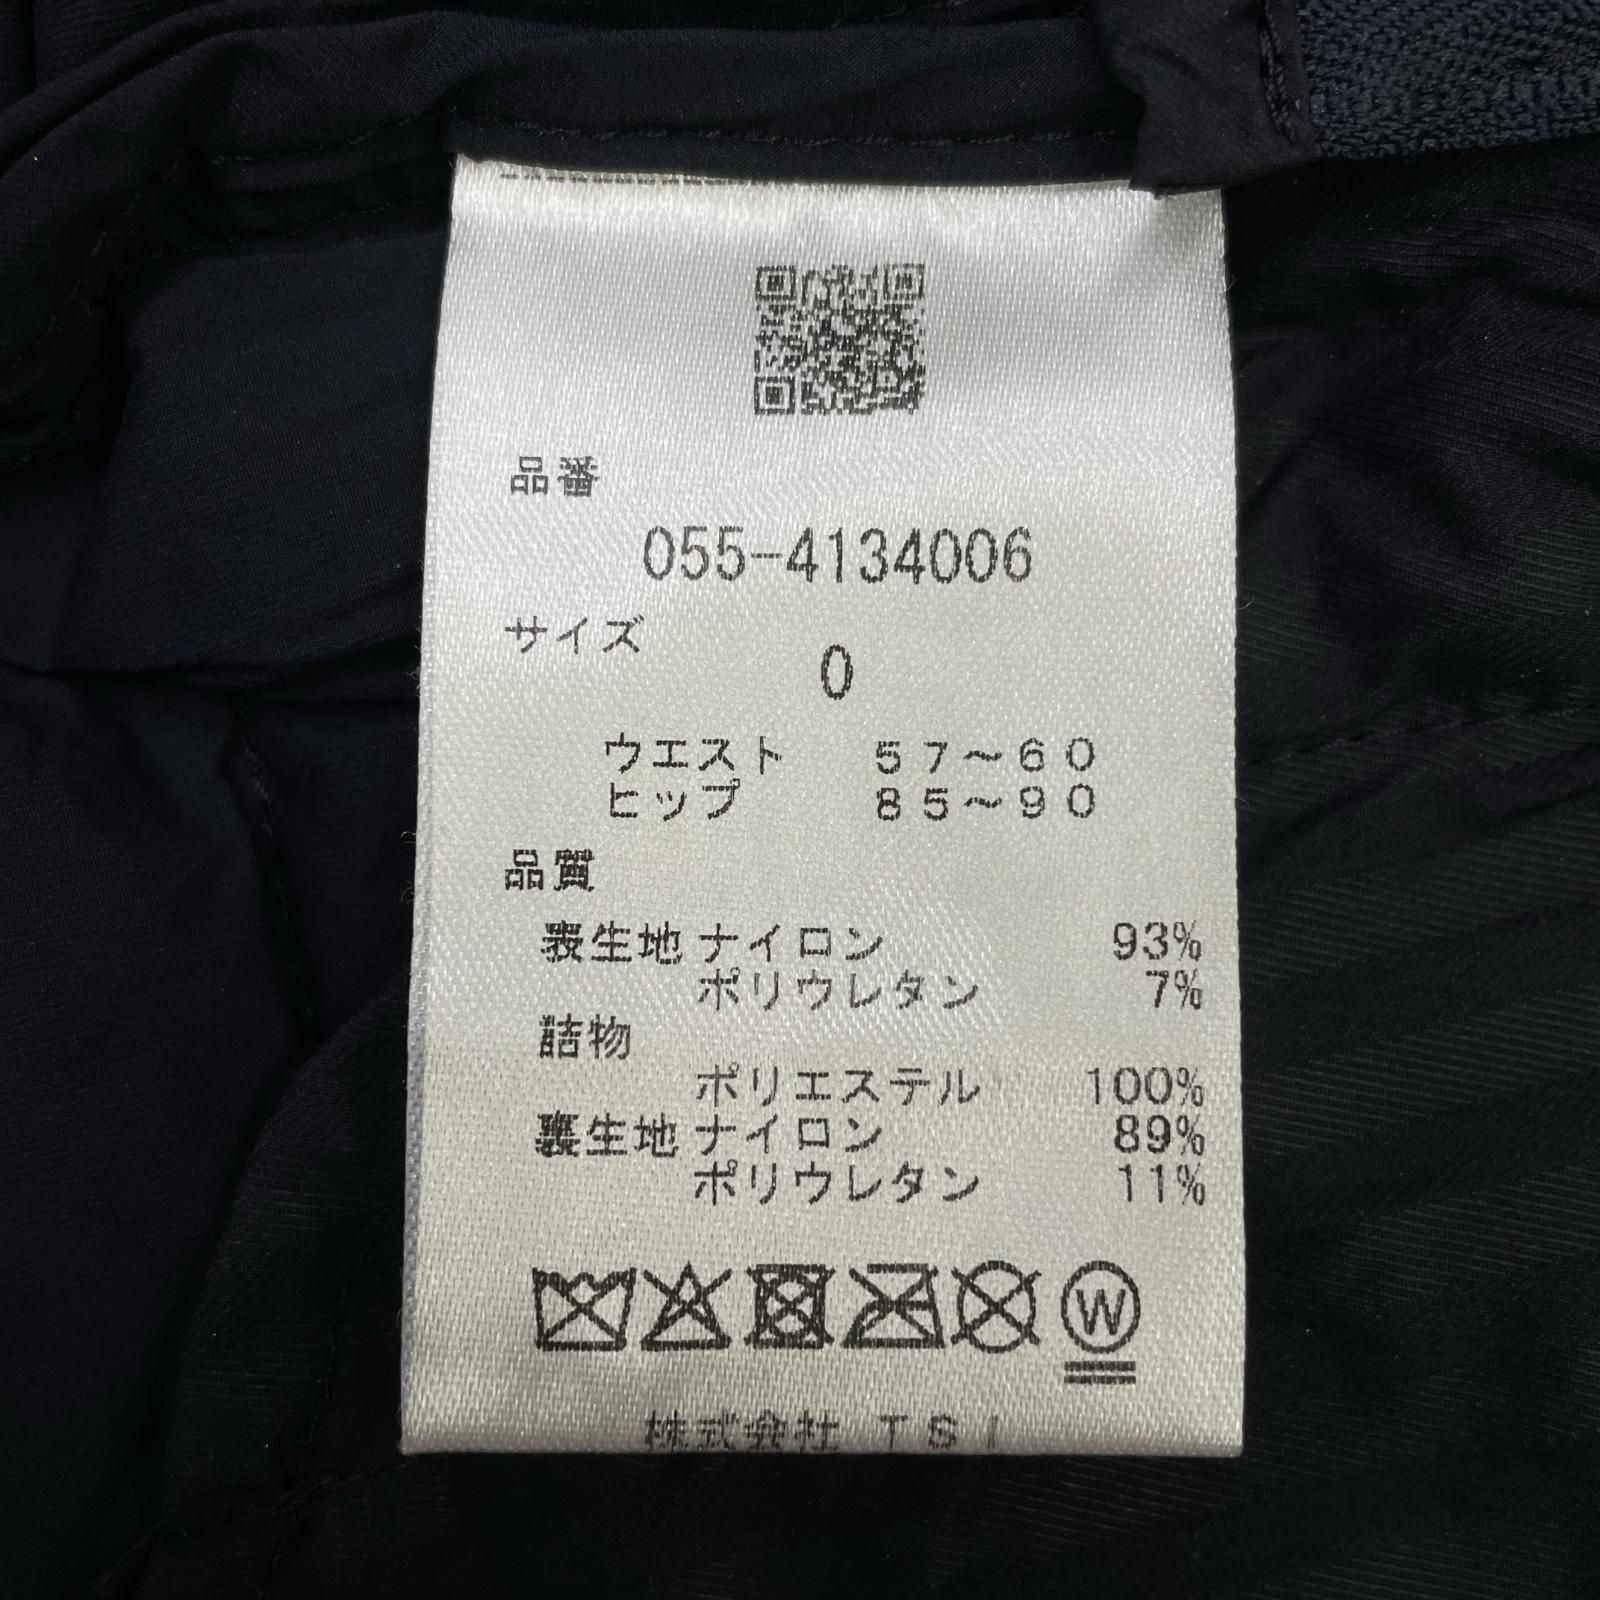 品番
055-4134006
サイズ
0
ウエスト 57～60
ヒップ 85～90
品質
表生地 ナイロン 93%
ポリウレタン 7%
詰物
ポリエステル 100%
裏生地 ナイロン 89%
ポリウレタン 11%
W
株式会社 TSI